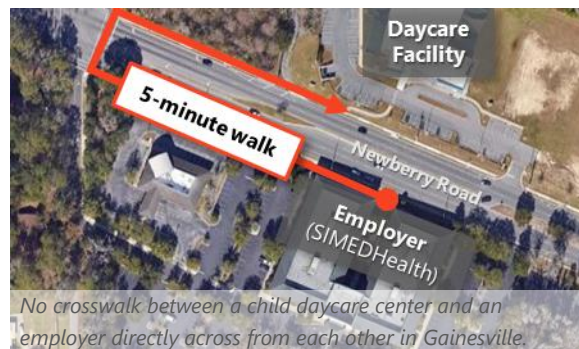 Daycare
Facility
5-minute walk
Newberry Road
Employer
(SIMEDHealth)
No crosswalk between a child daycare center and an
employer directly across from each other in Gainesville.